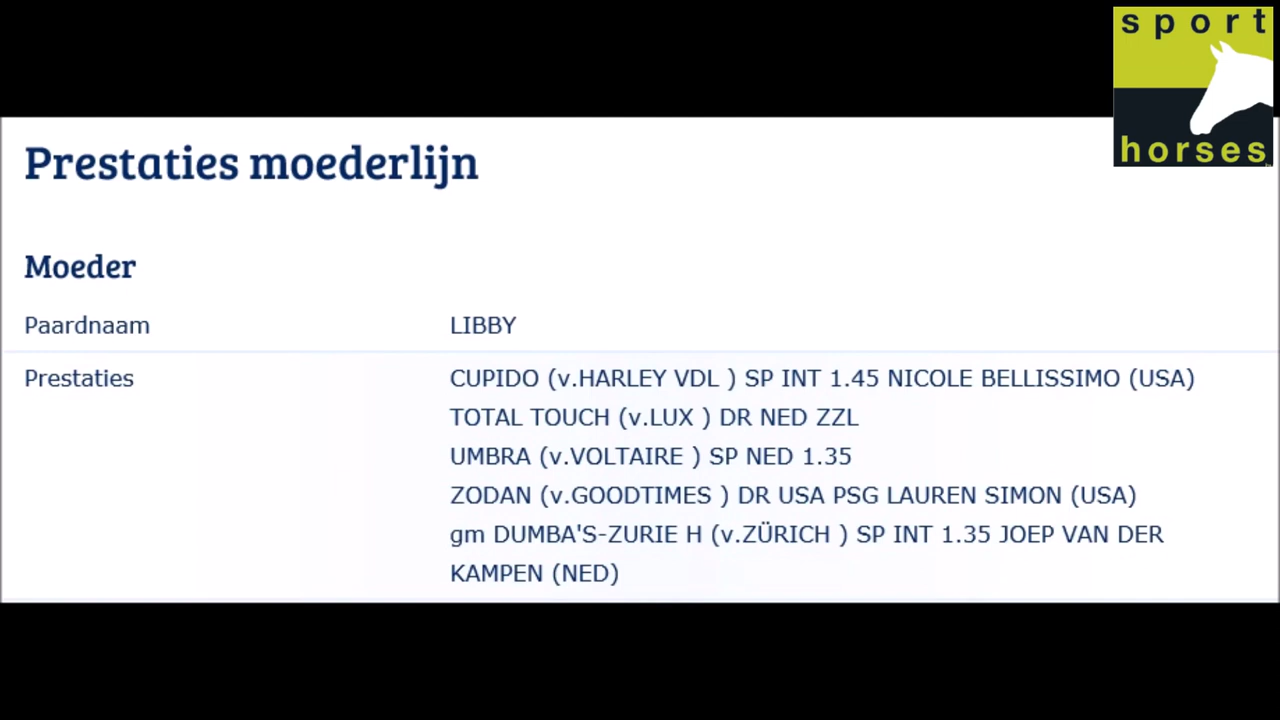 sport
horses
Prestaties moederlijn
Moeder
Paardnaam LIBBY
Prestaties CUPIDO (v.HARLEY VDL ) SP INT 1.45 NICOLE BELLISSIMO (USA)
TOTAL TOUCH (v.LUX ) DR NED ZZL
UMBRA (v.VOLTAIRE ) SP NED 1.35
ZODAN (v.GOODTIMES ) DR USA PSG LAUREN SIMON (USA)
gm DUMBA'S-ZURIE H (v.ZÜRICH ) SP INT 1.35 JOEP VAN DER
KAMPEN (NED)